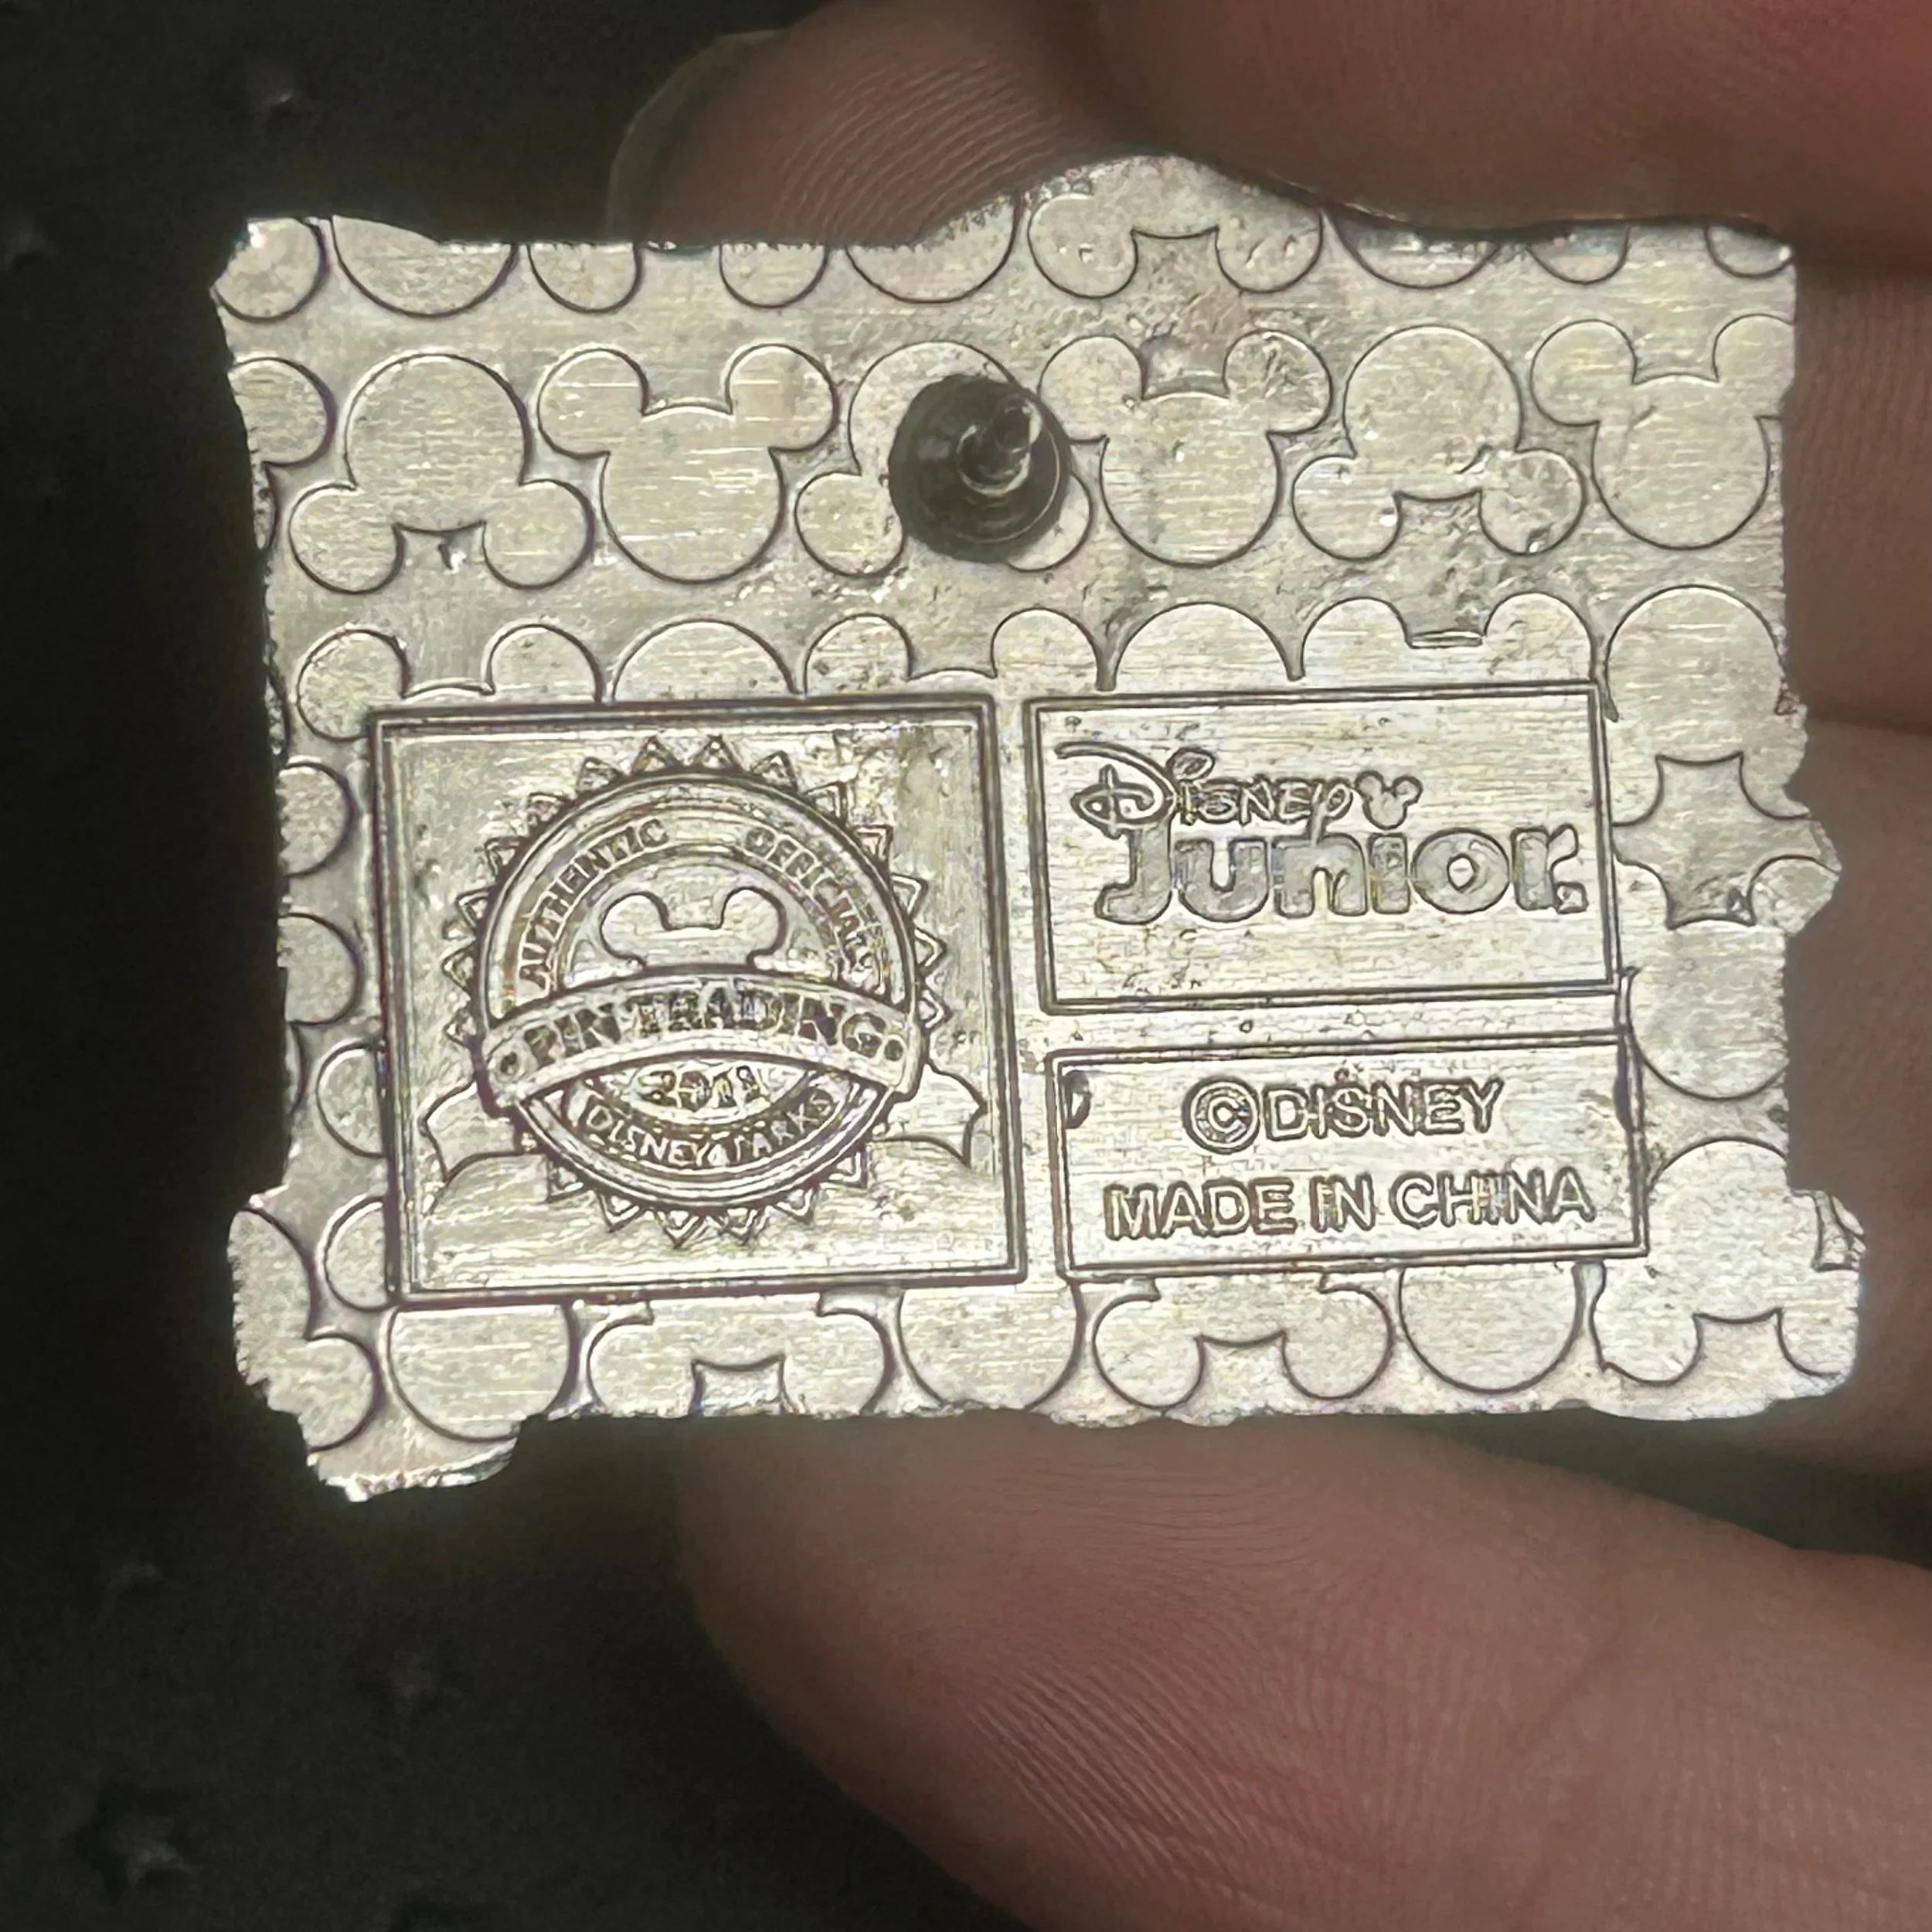 AUTHENTIC OFFICIAL
PIN TRADING
2011
DISNEY PARKS
Disney
Junior
©DISNEY
MADE IN CHINA